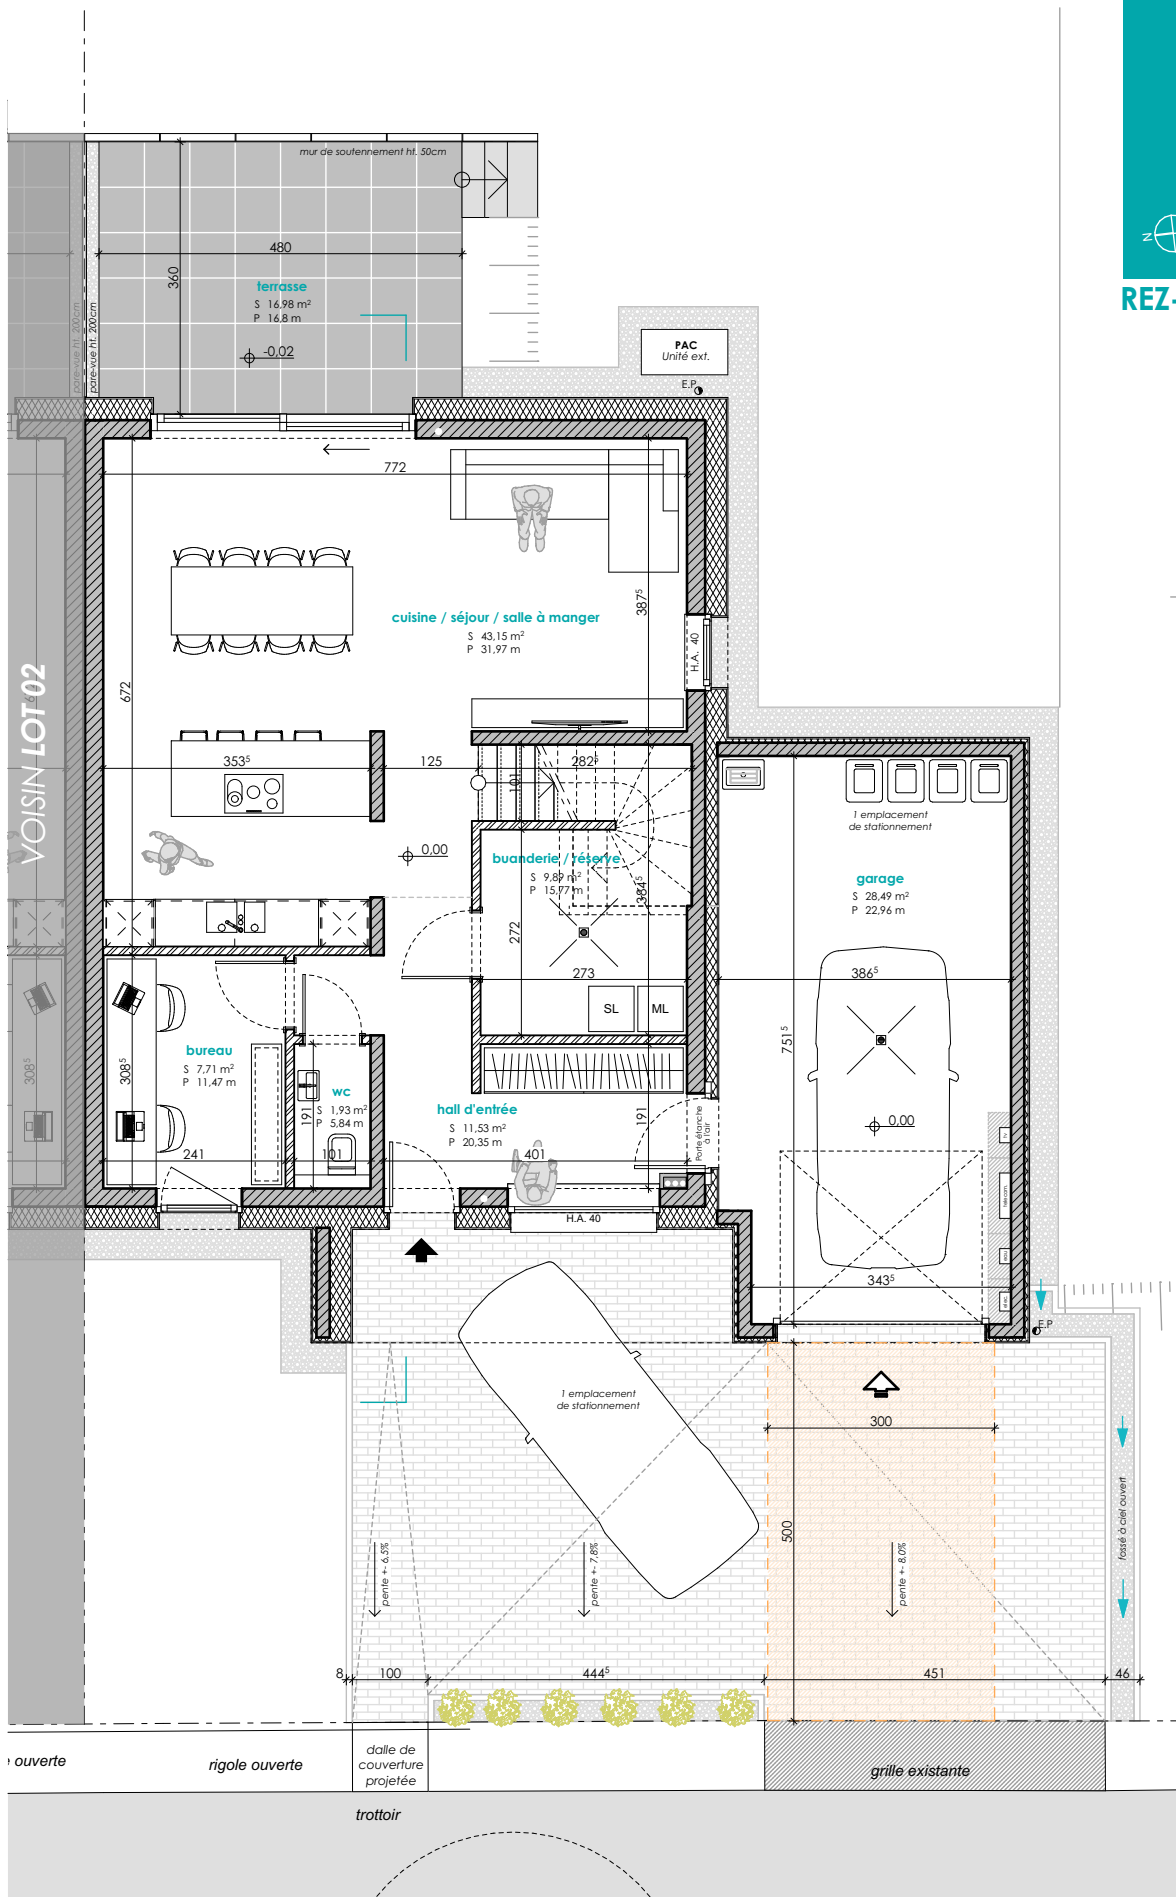 mur de soutennement ht. 50cm
480
360
terrasse
S 16,98 m²
P 16,8 m
-0,02
pare-vue ht. 200cm
pare-vue ht. 200cm
N
REZ-
PAC
Unité ext.
E.P
772
387⁵
cuisine / séjour / salle à manger
S 43,15 m²
P 31,97 m
H.A. 40
672
VOISIN LOT 02
353⁵
125
282⁵
101
1 emplacement
de stationnement
0,00
buanderie / réserve
S 9,89 m²
P 15,77 m
384⁵
garage
S 28,49 m²
P 22,96 m
272
273
386⁵
SL
ML
751⁵
bureau
S 7,71 m²
P 11,47 m
308⁵
308⁵
wc
S 1,93 m²
P 5,84 m
191
hall d'entrée
S 11,53 m²
P 20,35 m
191
Porte étanche
à l'air
0,00
tv
telecom.
eau
elec.
241
101
401
H.A. 40
343⁵
E.P
1 emplacement
de stationnement
300
500
fossé à ciel ouvert
pente +- 6,5%
pente +- 7,8%
pente +- 8,0%
8
100
444⁵
451
46
ouverte
rigole ouverte
dalle de
couverture
projetée
grille existante
trottoir